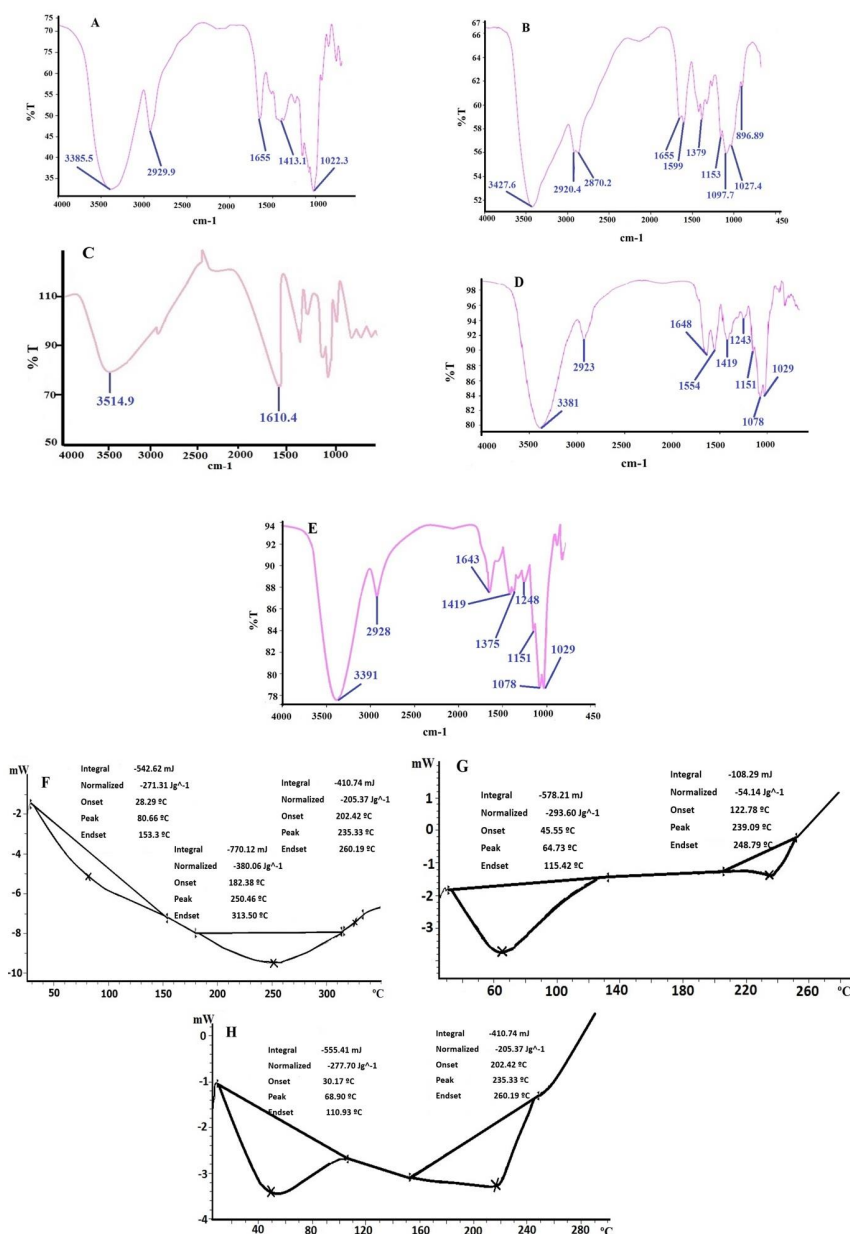 A
75
70
65
60
55
50
45
40
35
%T
3385.5
2929.9
1655
1413.1
1022.3
4000
3000
2000
1500
1000
cm-1
B
67
66
64
62
60
58
56
54
52
%T
3427.6
2920.4
2870.2
1655
1599
1379
1153
1097.7
1027.4
896.89
4000
3000
2000
1500
1000
450
cm-1
C
110
90
70
50
% T
3514.9
1610.4
4000
3000
2000
1500
1000
cm-1
D
98
96
94
92
90
88
86
84
82
80
%T
3381
2923
1648
1554
1419
1243
1151
1078
1029
4000
3000
2000
1500
1000
cm-1
E
94
92
88
84
82
80
78
%T
3391
2928
1643
1419
1375
1248
1151
1078
1029
4000
3000
2000
1500
1000
450
cm-1
mW
F
Integral -542.62 mJ
Normalized -271.31 Jg^-1
Onset 28.29 ºC
Peak 80.66 ºC
Endset 153.3 ºC
Integral -770.12 mJ
Normalized -380.06 Jg^-1
Onset 182.38 ºC
Peak 250.46 ºC
Endset 313.50 ºC
Integral -410.74 mJ
Normalized -205.37 Jg^-1
Onset 202.42 ºC
Peak 235.33 ºC
Endset 260.19 ºC
-2
-4
-6
-8
-10
50
100
150
200
250
300
ºC
mW
G
Integral -578.21 mJ
Normalized -293.60 Jg^-1
Onset 45.55 ºC
Peak 64.73 ºC
Endset 115.42 ºC
Integral -108.29 mJ
Normalized -54.14 Jg^-1
Onset 122.78 ºC
Peak 239.09 ºC
Endset 248.79 ºC
1
0
-1
-2
-3
60
100
140
180
220
260
ºC
mW
H
Integral -555.41 mJ
Normalized -277.70 Jg^-1
Onset 30.17 ºC
Peak 68.90 ºC
Endset 110.93 ºC
Integral -410.74 mJ
Normalized -205.37 Jg^-1
Onset 202.42 ºC
Peak 235.33 ºC
Endset 260.19 ºC
0
-1
-2
-3
-4
40
80
120
160
200
240
280
ºC